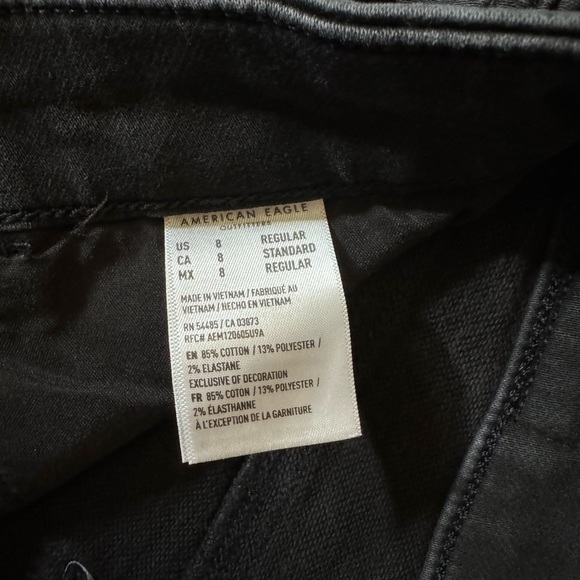 AMERICAN EAGLE
OUTFITTERS
US 8 REGULAR
CA 8 STANDARD
MX 8 REGULAR
MADE IN VIETNAM / FABRIQUÉ AU
VIETNAM / HECHO EN VIETNAM
RN 54485 / CA 03873
RFC# AEM120605U9A
EN 85% COTTON / 13% POLYESTER /
2% ELASTANE
EXCLUSIVE OF DECORATION
FR 85% COTON / 13% POLYESTER /
2% ÉLASTHANNE
À L'EXCEPTION DE LA GARNITURE